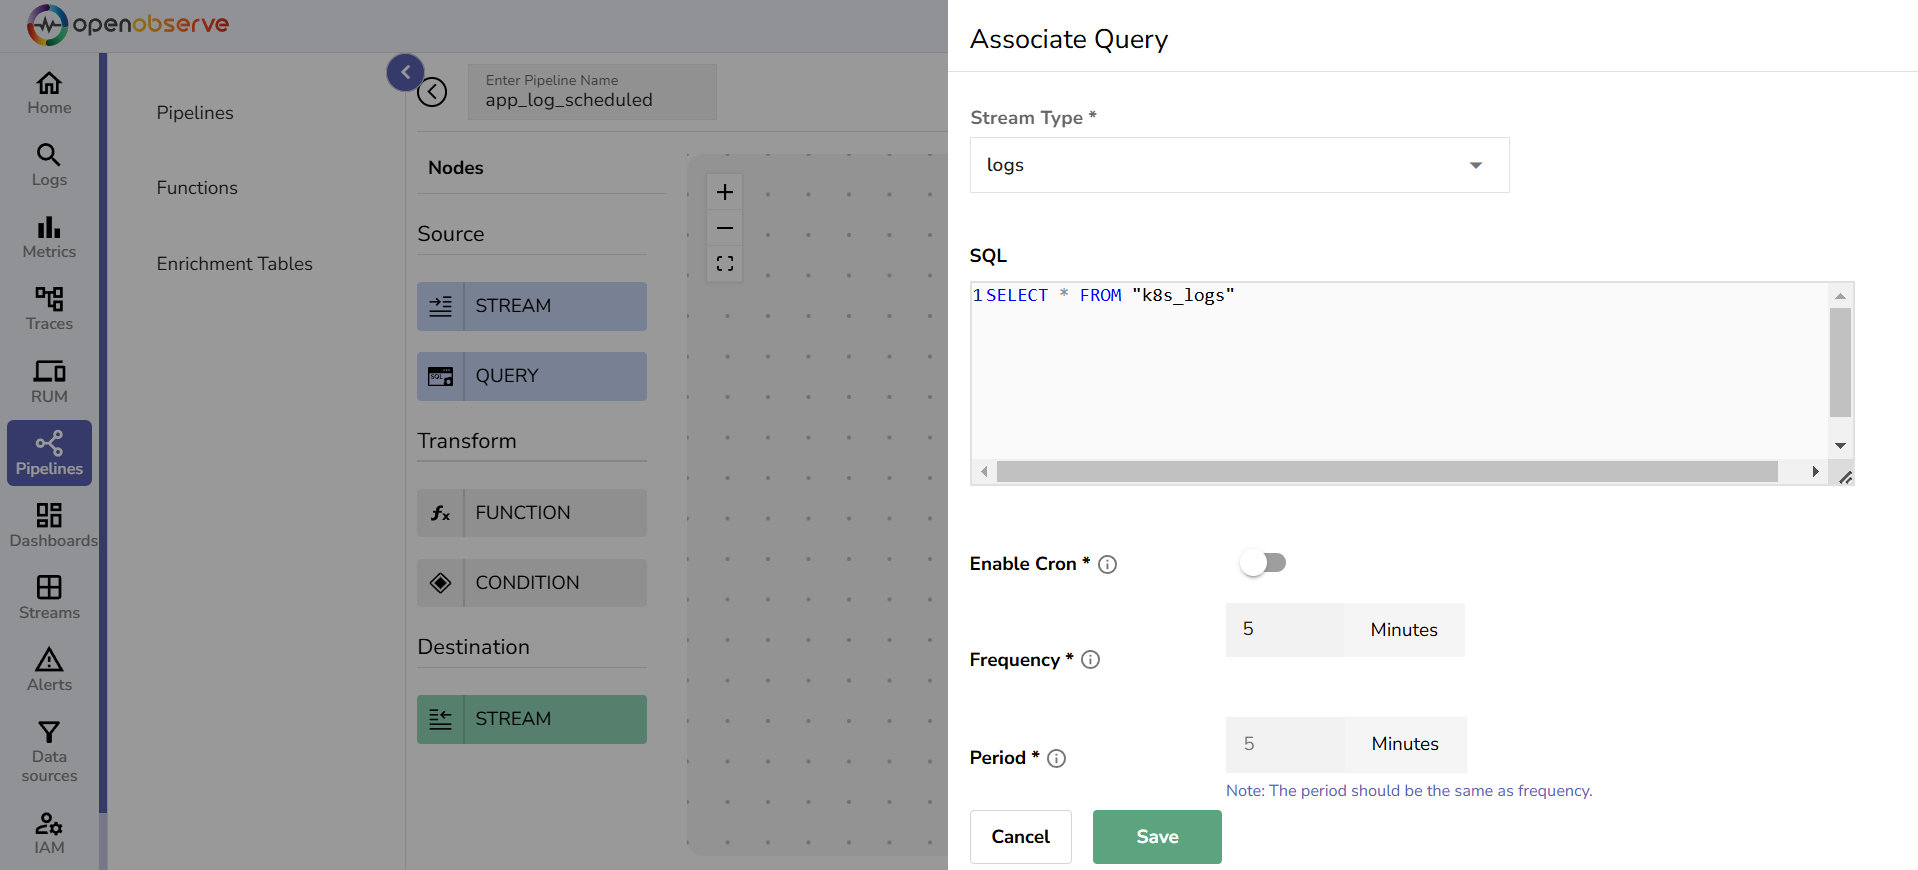 openobserve
Home
Logs
Metrics
Traces
RUM
Pipelines
Dashboards
Streams
Alerts
Data
sources
IAM
Pipelines
Functions
Enrichment Tables
Enter Pipeline Name
app_log_scheduled
Nodes
Source
STREAM
SQL
QUERY
Transform
fx
FUNCTION
CONDITION
Destination
STREAM
Associate Query
Stream Type *
logs
SQL
1 SELECT * FROM "k8s_logs"
Enable Cron *
Frequency *
5 Minutes
Period *
5 Minutes
Note: The period should be the same as frequency.
Cancel
Save